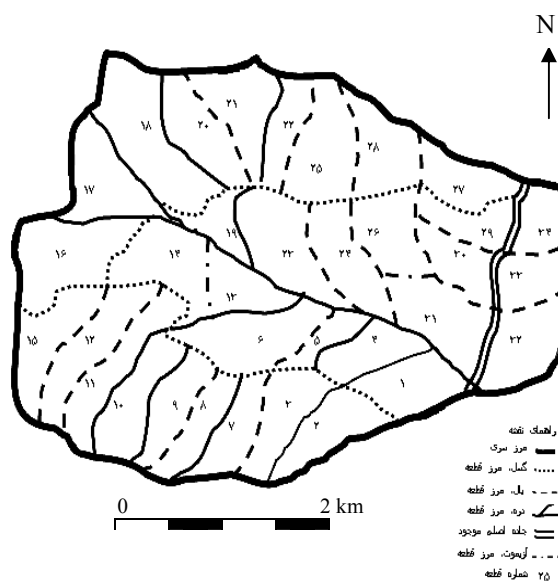 N
۲۱
۱۸ ۲۰ ۲۲
۲۸
۲۵
۱۷ ۲۷
۱۹ ۲۶ ۲۹ ۳۴
۱۶ ۱۴ ۲۳ ۲۴ ۳۰
۳۳
۱۳
۳۱
۱۵ ۱۲ ۶ ۵ ۴ ۳۲
۱۱ ۱
۱۰ ۹ ۸ ۳
۷ ۲
0 2 km
راهنمای نقشه
مرز سری
گسل، مرز قطعه
یال، مرز قطعه
دره، مرز قطعه
جاده اصلی موجود
آزیموت، مرز قطعه
۲۵ شماره قطعه